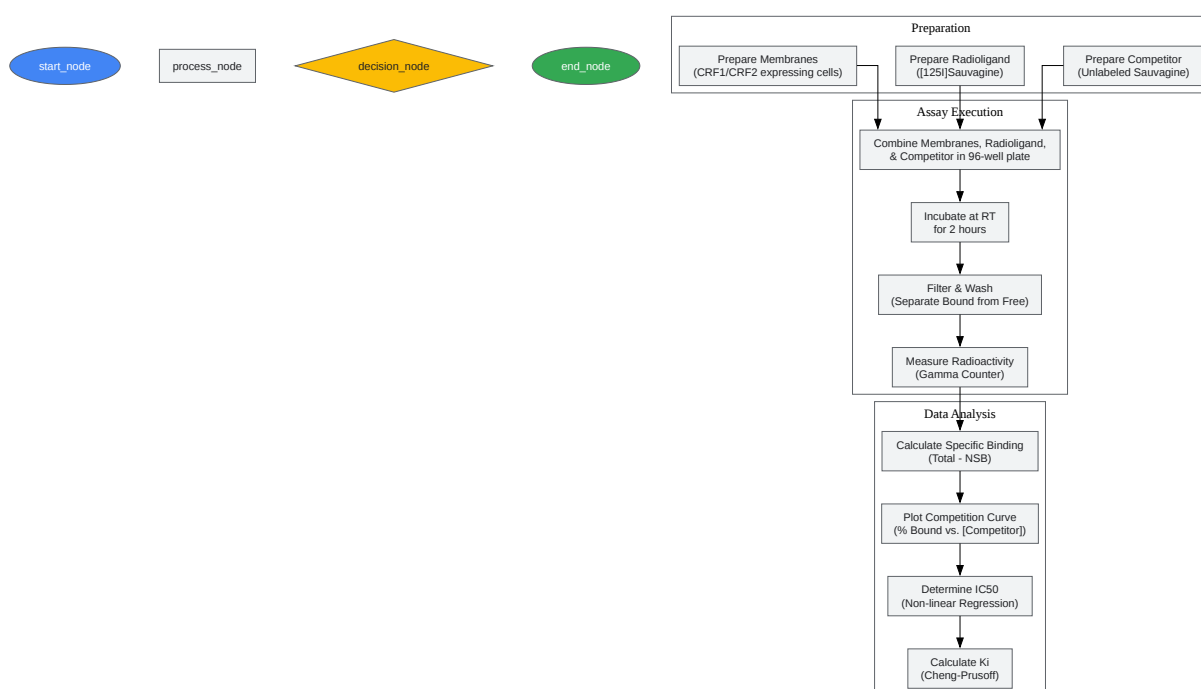 start_node
process_node
decision_node
end_node
Preparation
Prepare Membranes
(CRF1/CRF2 expressing cells)
Prepare Radioligand
([125I]Sauvagine)
Prepare Competitor
(Unlabeled Sauvagine)
Assay Execution
Combine Membranes, Radioligand,
& Competitor in 96-well plate
Incubate at RT
for 2 hours
Filter & Wash
(Separate Bound from Free)
Measure Radioactivity
(Gamma Counter)
Data Analysis
Calculate Specific Binding
(Total - NSB)
Plot Competition Curve
(% Bound vs. [Competitor])
Determine IC50
(Non-linear Regression)
Calculate Ki
(Cheng-Prusoff)